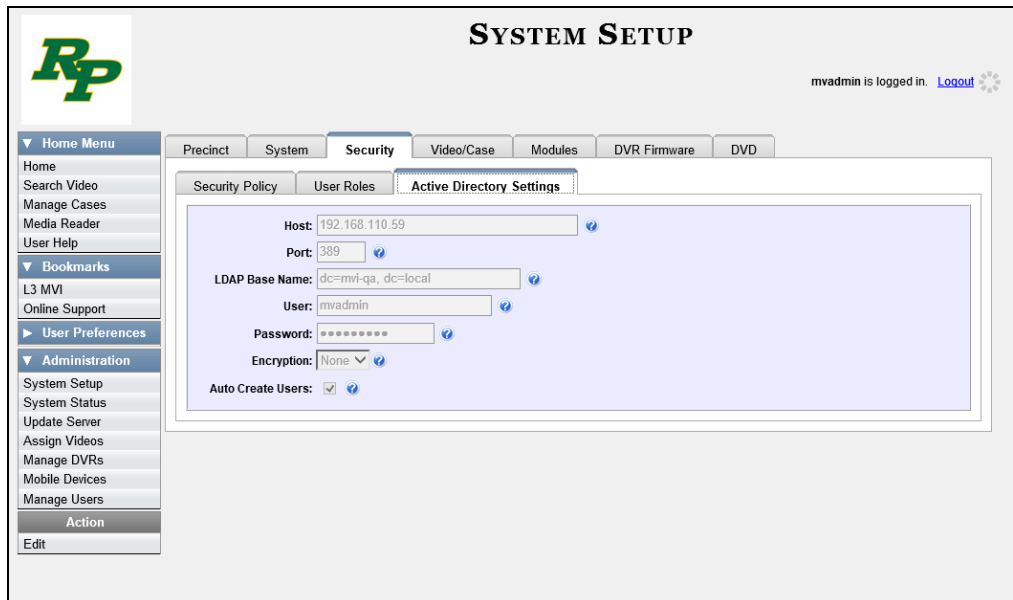 RP
SYSTEM SETUP
mvadmin is logged in. Logout
▼ Home Menu
Home
Search Video
Manage Cases
Media Reader
User Help
▼ Bookmarks
L3 MVI
Online Support
► User Preferences
▼ Administration
System Setup
System Status
Update Server
Assign Videos
Manage DVRs
Mobile Devices
Manage Users
Action
Edit
Precinct System Security Video/Case Modules DVR Firmware DVD
Security Policy User Roles Active Directory Settings
Host: 192.168.110.59 ?
Port: 389 ?
LDAP Base Name: dc=mvi-qa, dc=local ?
User: mvadmin ?
Password: ●●●●●●●●● ?
Encryption: None ?
Auto Create Users: ✓ ?